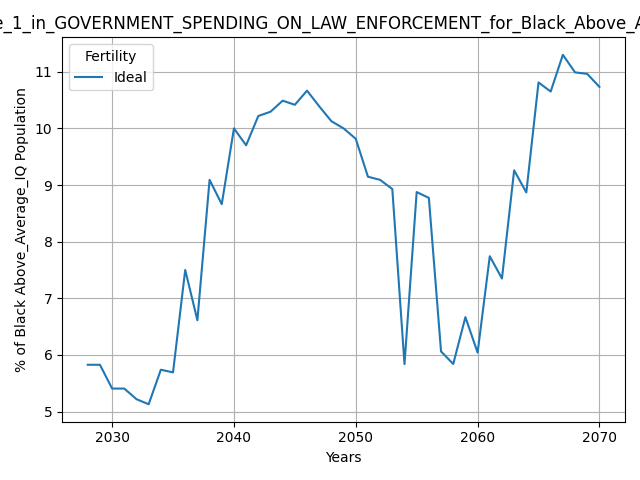 e_1_in_GOVERNMENT_SPENDING_ON_LAW_ENFORCEMENT_for_Black_Above_A
Fertility
Ideal
% of Black Above_Average_IQ Population
11
10
9
8
7
6
5
2030 2040 2050 2060 2070
Years